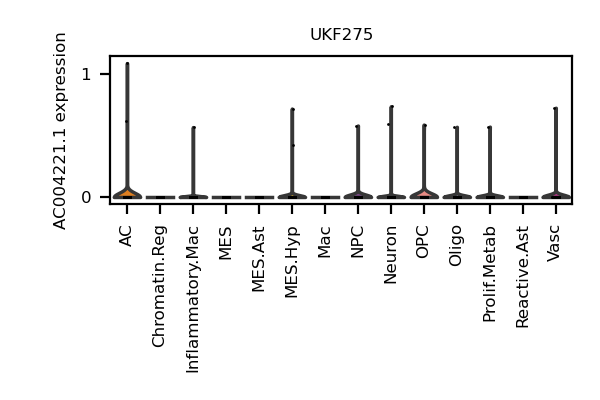 UKF275
AC004221.1 expression
1
0
AC
Chromatin.Reg
Inflammatory.Mac
MES
MES.Ast
MES.Hyp
Mac
NPC
Neuron
OPC
Oligo
Prolif.Metab
Reactive.Ast
Vasc